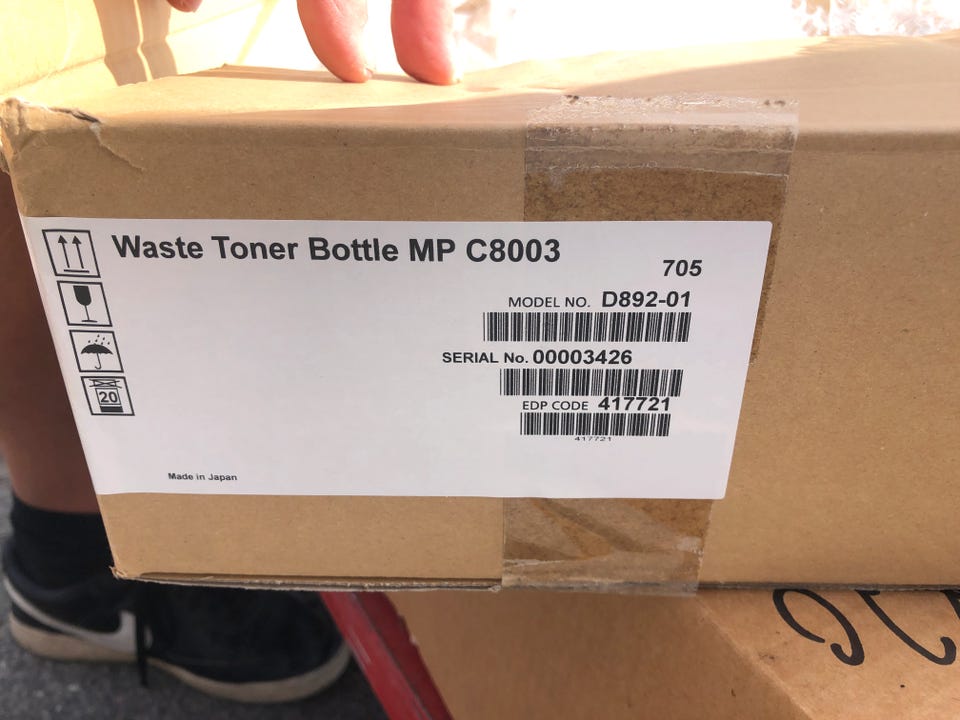 Waste Toner Bottle MP C8003
705
MODEL NO. D892-01
SERIAL No. 00003426
EDP CODE 417721
417721
20
Made in Japan